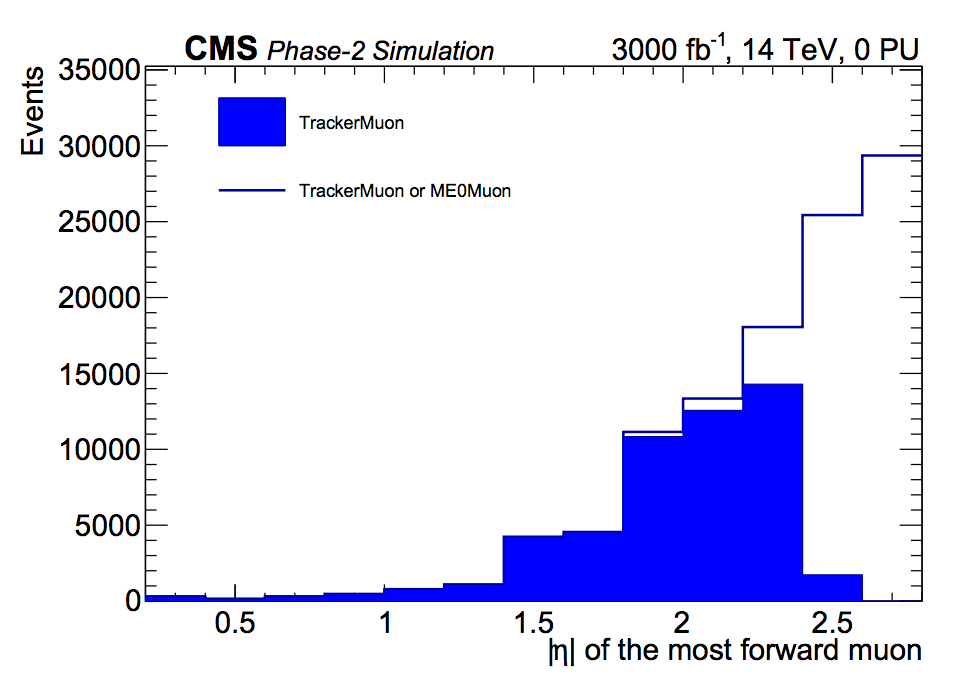 CMS Phase-2 Simulation 3000 fb-1, 14 TeV, 0 PU
Events
35000
30000
25000
20000
15000
10000
5000
0
TrackerMuon
TrackerMuon or ME0Muon
0.5 1 1.5 2 2.5
|η| of the most forward muon